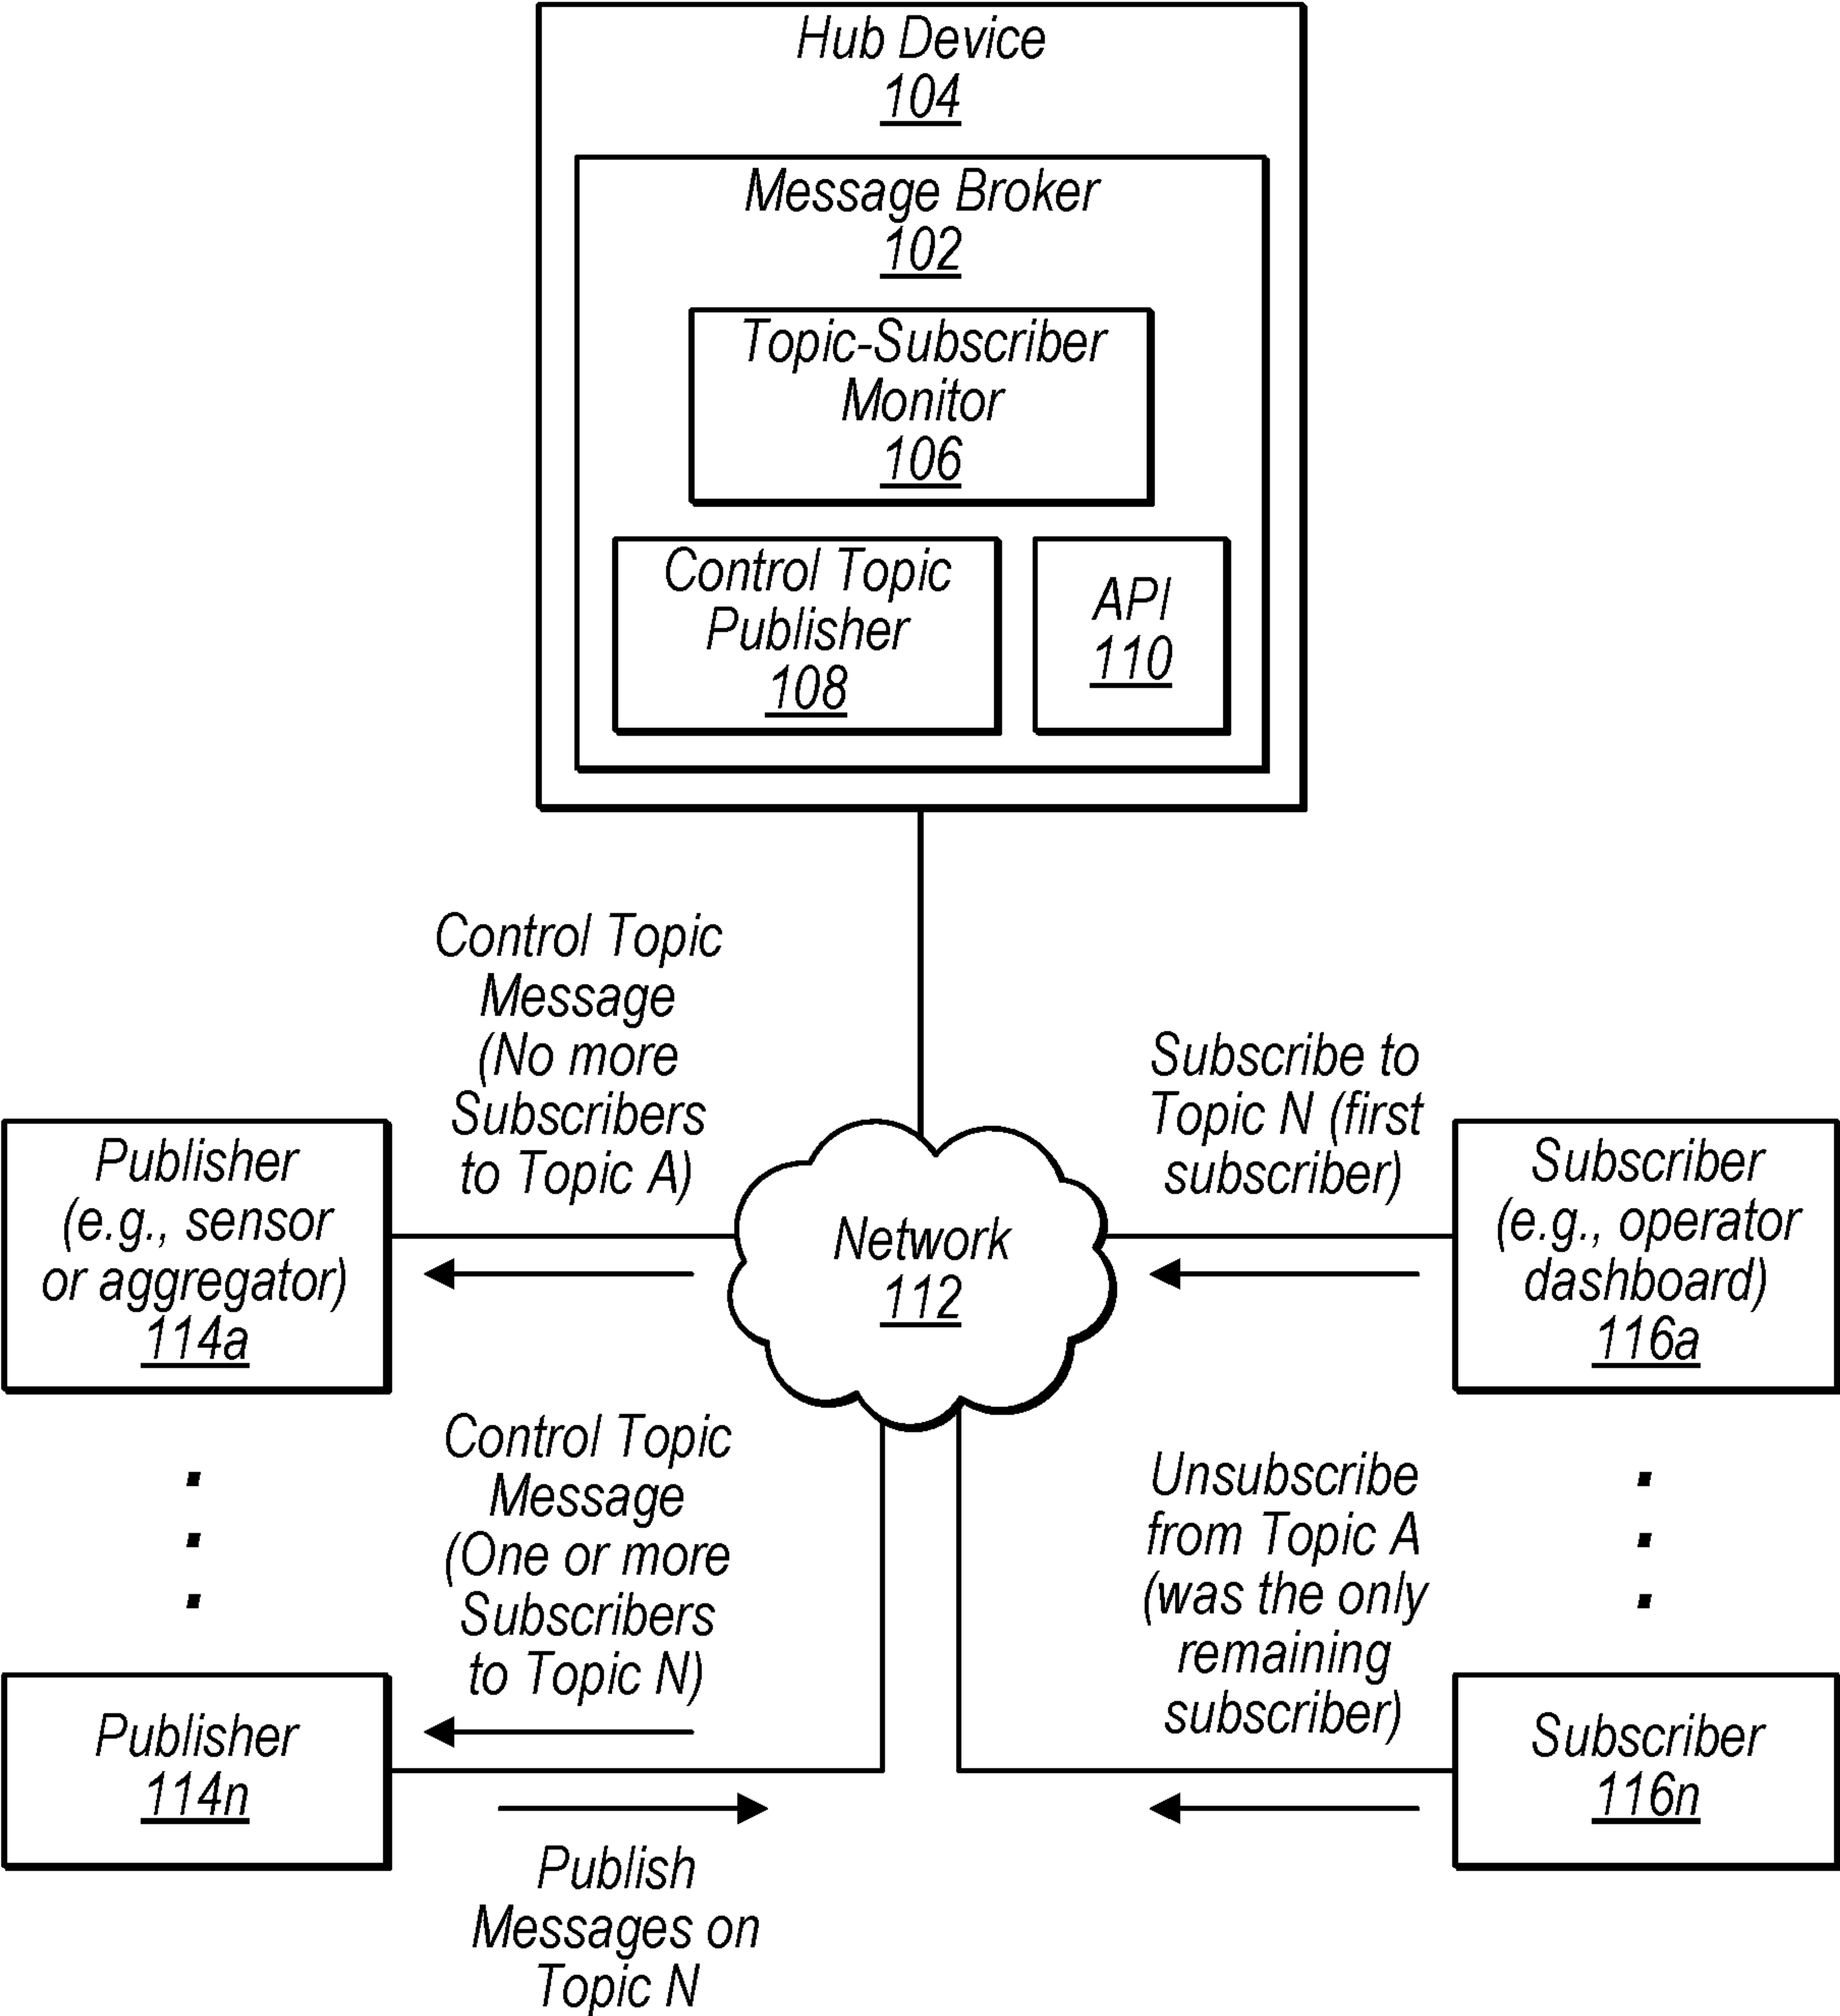 Hub Device
104
Message Broker
102
Topic-Subscriber
Monitor
106
Control Topic
Publisher
108
API
110
Control Topic
Message
(No more
Subscribers
to Topic A)
Subscribe to
Topic N (first
subscriber)
Publisher
(e.g., sensor
or aggregator)
114a
Network
112
Subscriber
(e.g., operator
dashboard)
116a
Control Topic
Message
(One or more
Subscribers
to Topic N)
Unsubscribe
from Topic A
(was the only
remaining
subscriber)
Publisher
114n
Subscriber
116n
Publish
Messages on
Topic N